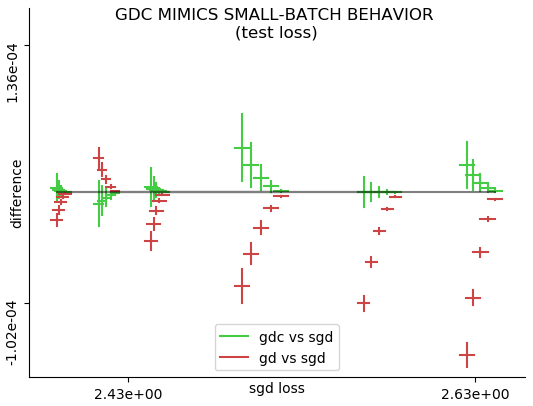 GDC MIMICS SMALL-BATCH BEHAVIOR
(test loss)
1.36e-04
difference
-1.02e-04
gdc vs sgd
gd vs sgd
2.43e+00
sgd loss
2.63e+00